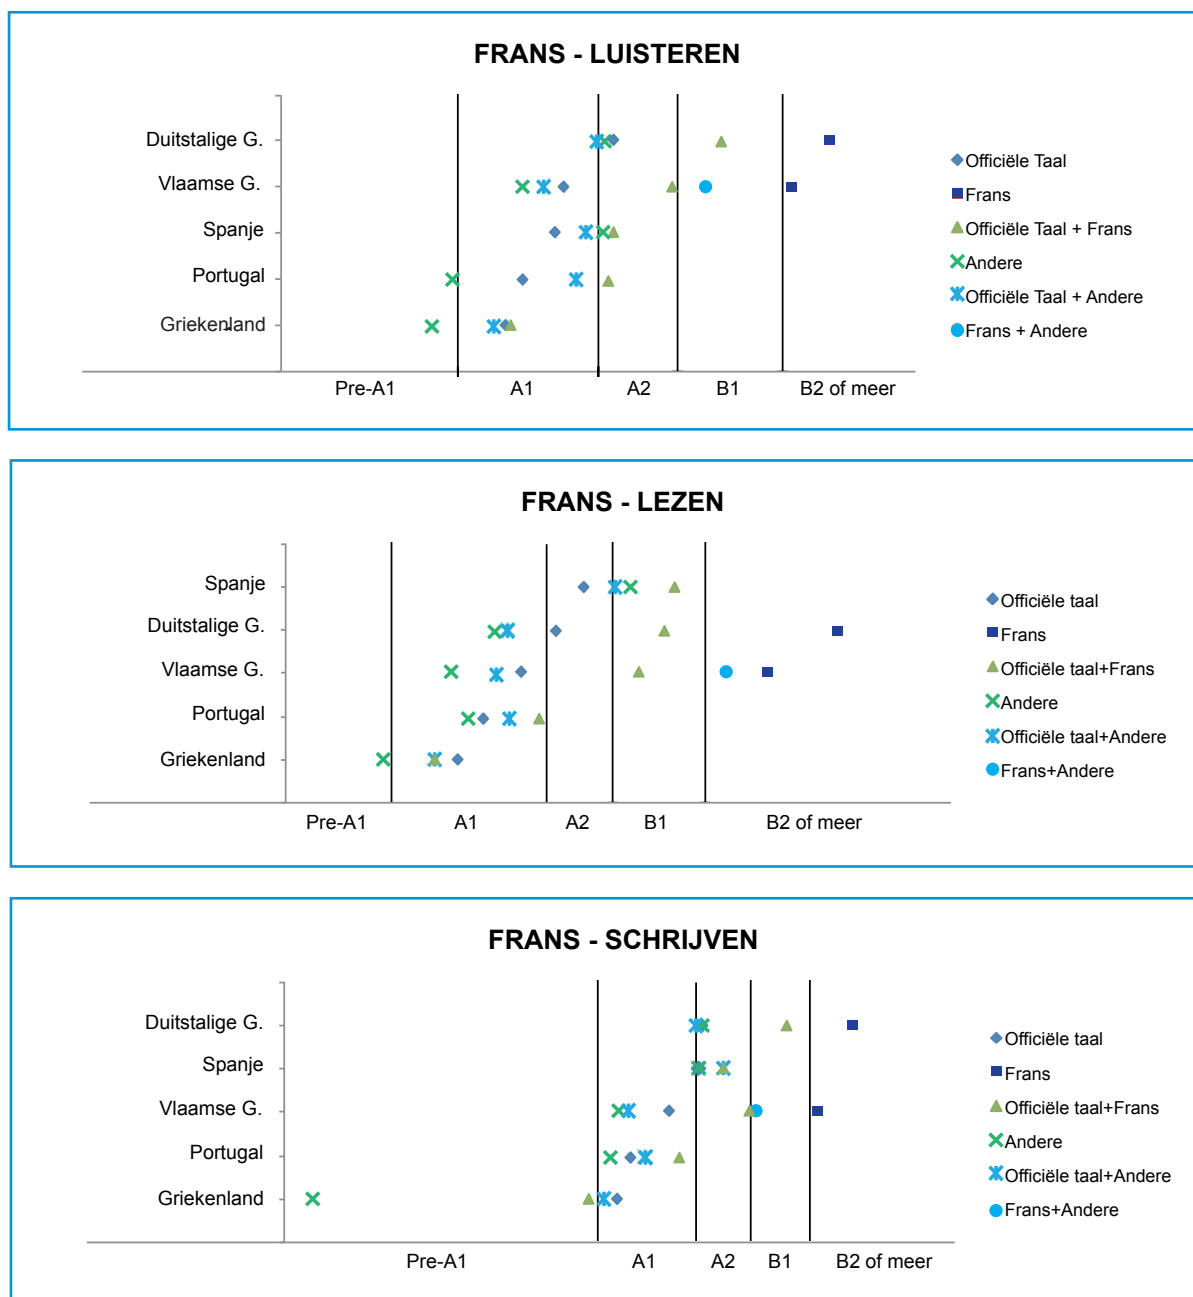 FRANS - LUISTEREN
Duitstalige G.
Vlaamse G.
Spanje
Portugal
Griekenland
Pre-A1 A1 A2 B1 B2 of meer
Officiële Taal
Frans
Officiële Taal + Frans
Andere
Officiële Taal + Andere
Frans + Andere
FRANS - LEZEN
Spanje
Duitstalige G.
Vlaamse G.
Portugal
Griekenland
Pre-A1 A1 A2 B1 B2 of meer
Officiële taal
Frans
Officiële taal+Frans
Andere
Officiële taal+Andere
Frans+Andere
FRANS - SCHRIJVEN
Duitstalige G.
Spanje
Vlaamse G.
Portugal
Griekenland
Pre-A1 A1 A2 B1 B2 of meer
Officiële taal
Frans
Officiële taal+Frans
Andere
Officiële taal+Andere
Frans+Andere